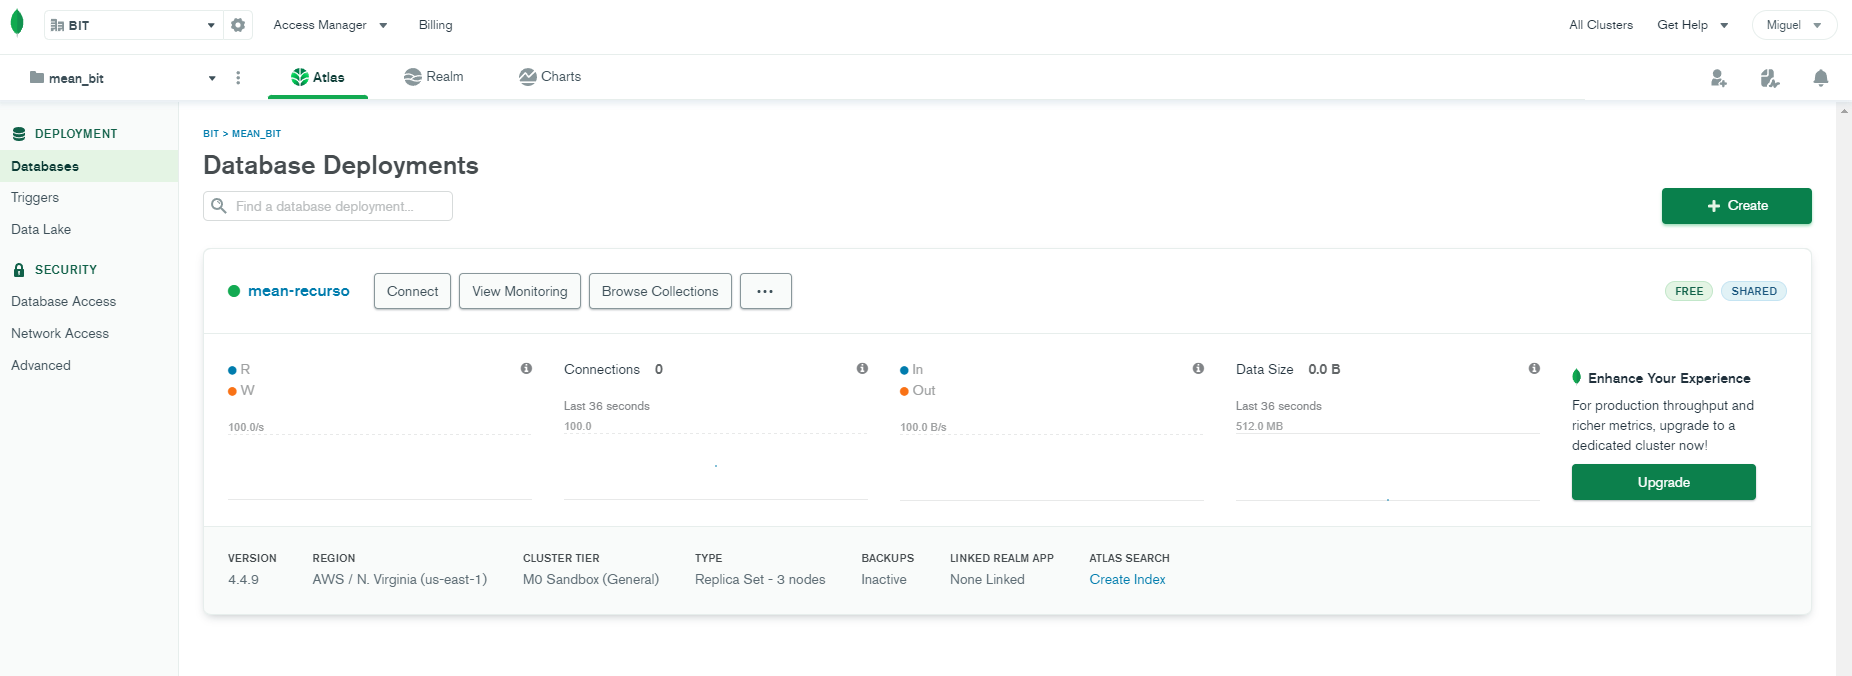 BIT
Access Manager
Billing
All Clusters
Get Help
Miguel
mean_bit
Atlas
Realm
Charts
DEPLOYMENT
Databases
Triggers
Data Lake
SECURITY
Database Access
Network Access
Advanced
BIT > MEAN_BIT
Database Deployments
Find a database deployment...
+ Create
mean-recurso
Connect
View Monitoring
Browse Collections
...
FREE
SHARED
R
W
100.0/s
Connections 0
Last 36 seconds
100.0
In
Out
100.0 B/s
Data Size 0.0 B
Last 36 seconds
512.0 MB
Enhance Your Experience
For production throughput and
richer metrics, upgrade to a
dedicated cluster now!
Upgrade
VERSION
4.4.9
REGION
AWS / N. Virginia (us-east-1)
CLUSTER TIER
M0 Sandbox (General)
TYPE
Replica Set - 3 nodes
BACKUPS
Inactive
LINKED REALM APP
None Linked
ATLAS SEARCH
Create Index